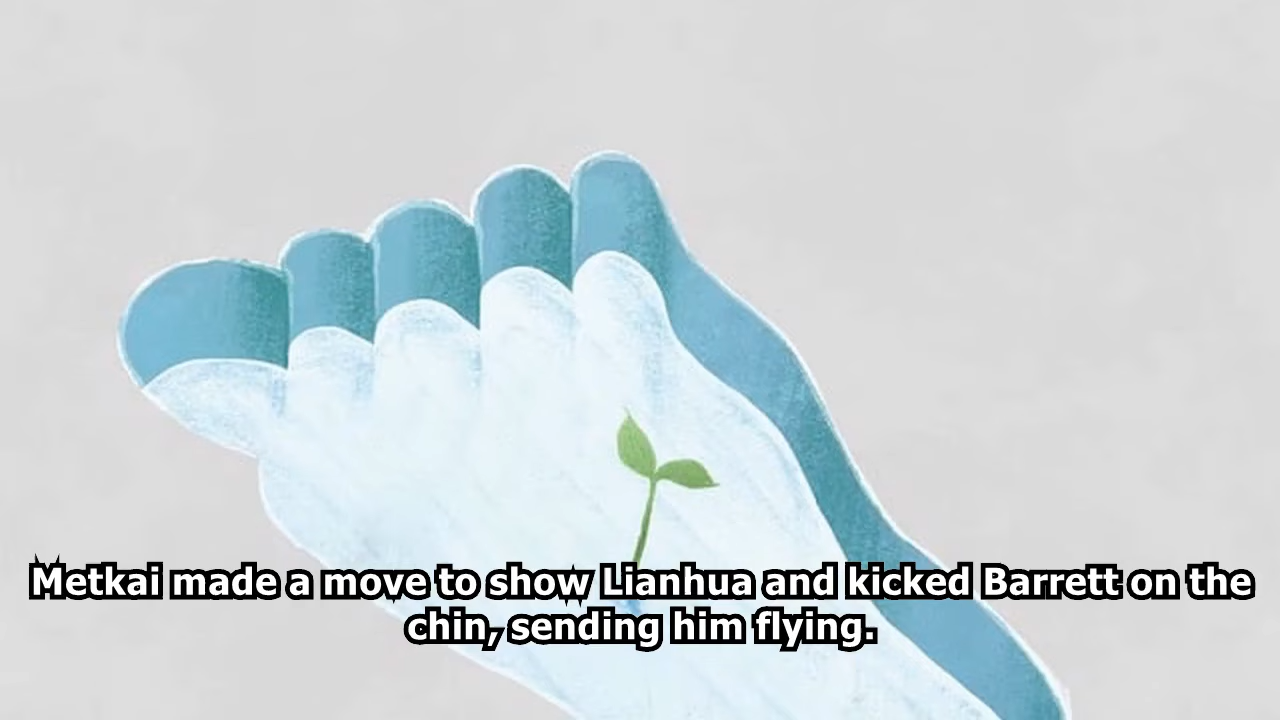 Metkai made a move to show Lianhua and kicked Barrett on the
chin, sending him flying.